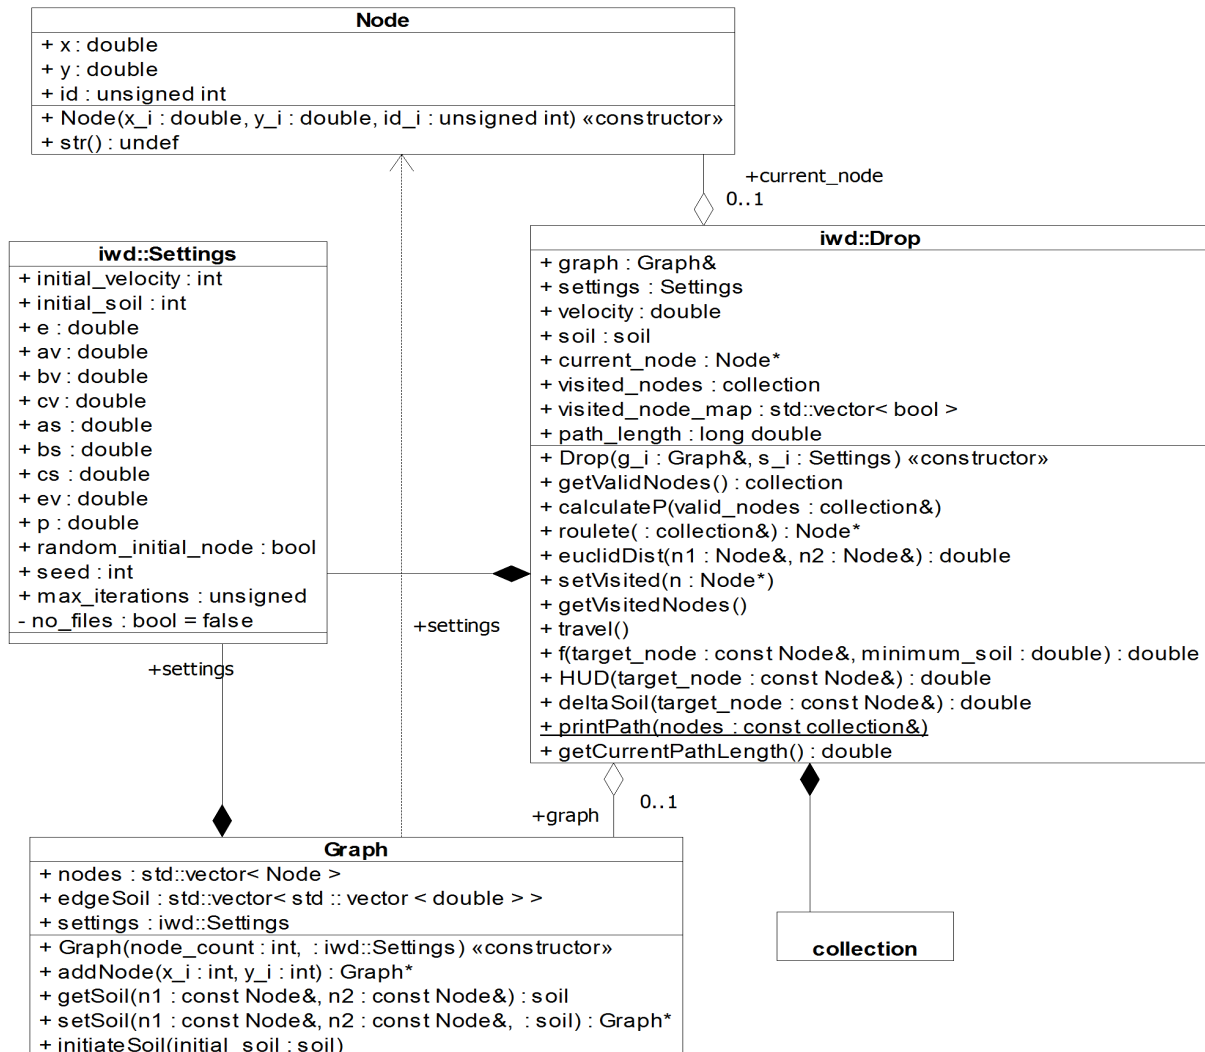 Node
+ x : double
+ y : double
+ id : unsigned int
+ Node(x_i : double, y_i : double, id_i : unsigned int) «constructor»
+ str() : undef
+current_node
0..1
iwd::Settings
+ initial_velocity : int
+ initial_soil : int
+ e : double
+ av : double
+ bv : double
+ cv : double
+ as : double
+ bs : double
+ cs : double
+ ev : double
+ p : double
+ random_initial_node : bool
+ seed : int
+ max_iterations : unsigned
- no_files : bool = false
iwd::Drop
+ graph : Graph&
+ settings : Settings
+ velocity : double
+ soil : soil
+ current_node : Node*
+ visited_nodes : collection
+ visited_node_map : std::vector< bool >
+ path_length : long double
+ Drop(g_i : Graph&, s_i : Settings) «constructor»
+ getValidNodes() : collection
+ calculateP(valid_nodes : collection&)
+ roulete( : collection&) : Node*
+ euclidDist(n1 : Node&, n2 : Node&) : double
+ setVisited(n : Node*)
+ getVisitedNodes()
+ travel()
+ f(target_node : const Node&, minimum_soil : double) : double
+ HUD(target_node : const Node&) : double
+ deltaSoil(target_node : const Node&) : double
+ printPath(nodes : const collection&)
+ getCurrentPathLength() : double
+settings
+settings
+graph
0..1
Graph
+ nodes : std::vector< Node >
+ edgeSoil : std::vector< std :: vector < double > >
+ settings : iwd::Settings
+ Graph(node_count : int, : iwd::Settings) «constructor»
+ addNode(x_i : int, y_i : int) : Graph*
+ getSoil(n1 : const Node&, n2 : const Node&) : soil
+ setSoil(n1 : const Node&, n2 : const Node&, : soil) : Graph*
+ initiateSoil(initial_soil : soil)
collection